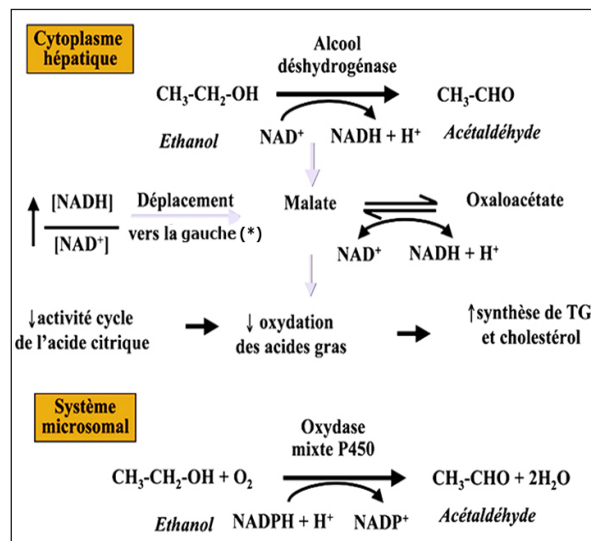 Cytoplasme
hépatique
Alcool
déshydrogénase
CH₃-CH₂-OH
CH₃-CHO
Ethanol
NAD⁺
NADH + H⁺
Acétaldéhyde
[NADH]
[NAD⁺]
Déplacement
vers la gauche (*)
Malate
Oxaloacétate
NAD⁺
NADH + H⁺
↓activité cycle
de l'acide citrique
↓ oxydation
des acides gras
↑synthèse de TG
et cholestérol
Système
microsomal
Oxydase
mixte P450
CH₃-CH₂-OH + O₂
CH₃-CHO + 2H₂O
Ethanol
NADPH + H⁺
NADP⁺
Acétaldéhyde